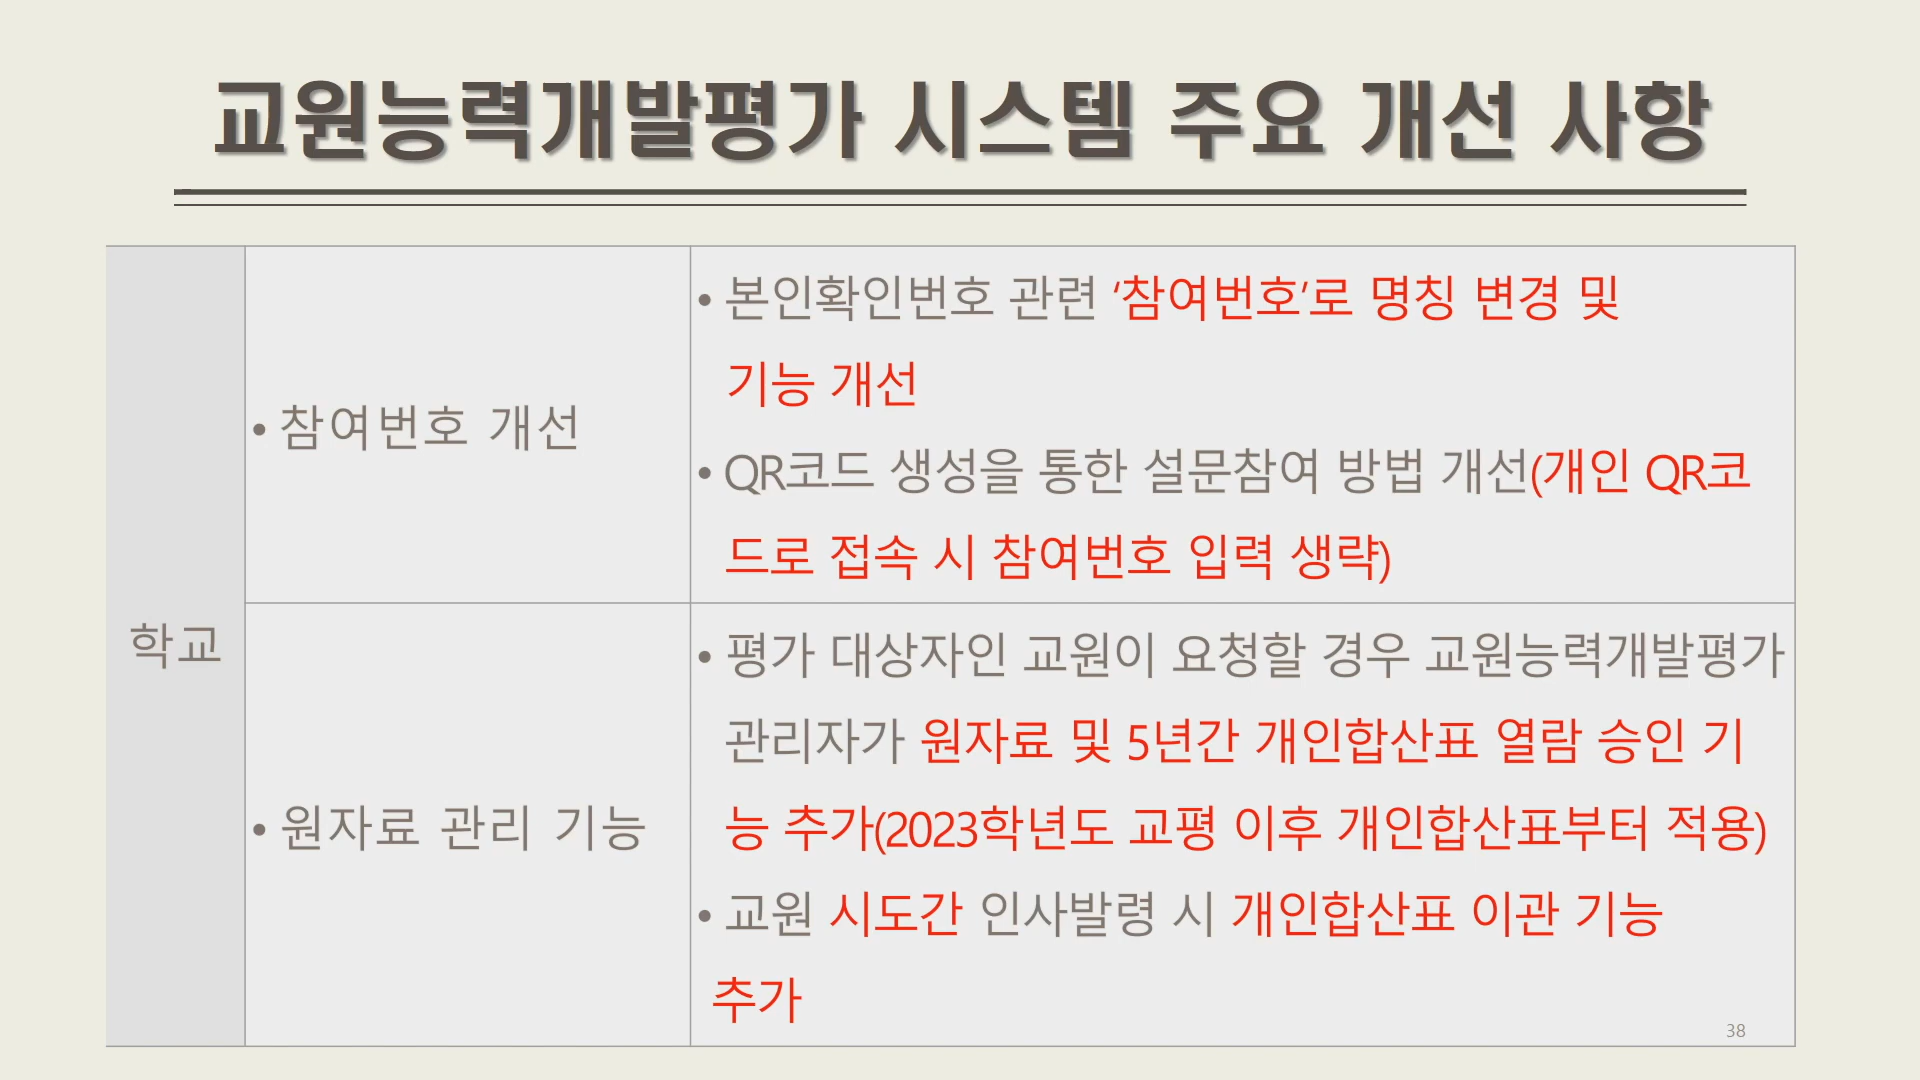 교원능력개발평가 시스템 주요 개선 사항
학교
• 참여번호 개선
• 본인확인번호 관련 ‘참여번호’로 명칭 변경 및
기능 개선
• QR코드 생성을 통한 설문참여 방법 개선(개인 QR코
드로 접속 시 참여번호 입력 생략)
• 원자료 관리 기능
• 평가 대상자인 교원이 요청할 경우 교원능력개발평가
관리자가 원자료 및 5년간 개인합산표 열람 승인 기
능 추가(2023학년도 교평 이후 개인합산표부터 적용)
• 교원 시도간 인사발령 시 개인합산표 이관 기능
추가
38